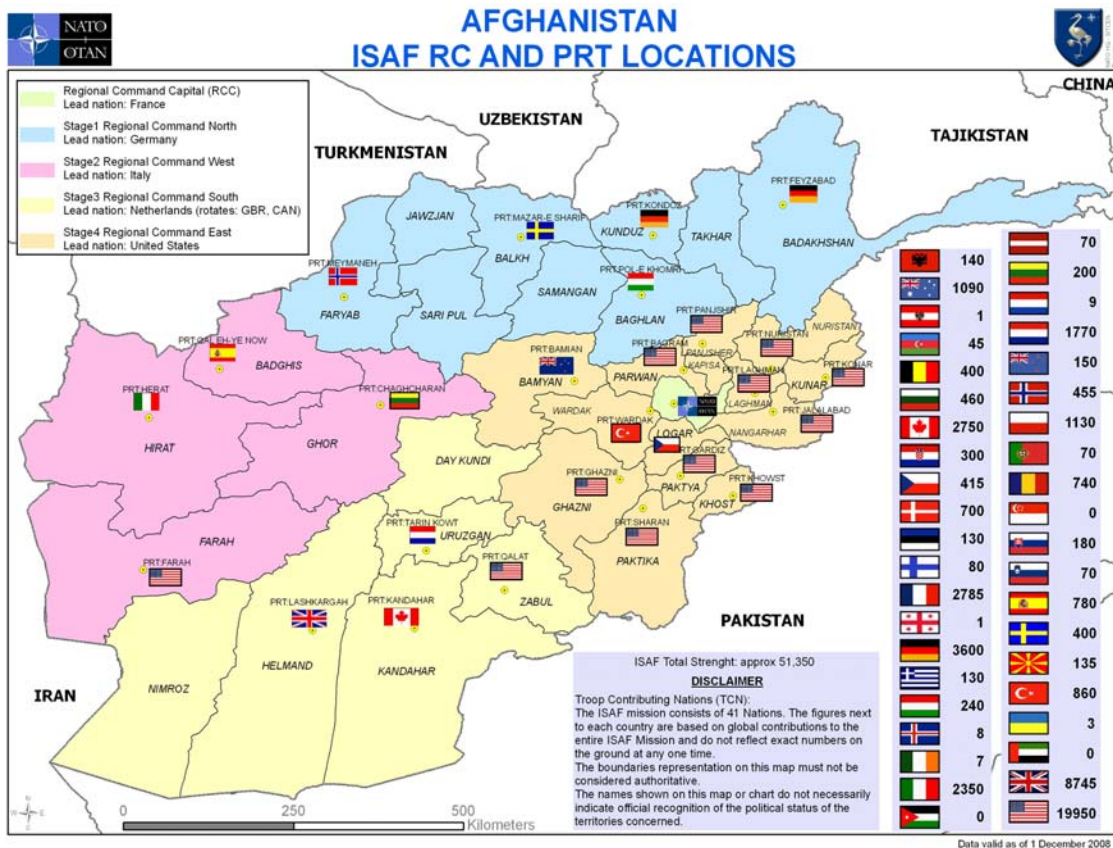 NATO
OTAN
AFGHANISTAN
ISAF RC AND PRT LOCATIONS
Regional Command Capital (RCC)
Lead nation: France
Stage1 Regional Command North
Lead nation: Germany
Stage2 Regional Command West
Lead nation: Italy
Stage3 Regional Command South
Lead nation: Netherlands (rotates: GBR, CAN)
Stage4 Regional Command East
Lead nation: United States
CHINA
UZBEKISTAN
TAJIKISTAN
TURKMENISTAN
PRT:FEYZABAD
PRT:KONDOZ
JAWZJAN
PRT:MAZAR-E SHARIF
KUNDUZ
TAKHAR
BADAKHSHAN
BALKH
PRT:MEYMANEH
PRT:POL-E KHOMRI
SAMANGAN
FARYAB
SARI PUL
BAGHLAN
PRT:PANJSHIR
NURISTAN
PRT:NURISTAN
PRT:QAL'EH-YE NOW
PRT:BAGRAM
PANJSHER
BADGHIS
PRT:BAMIAN
KAPISA
PRT:KONAR
PRT:LAGHMAN
PARWAN
BAMYAN
KUNAR
PRT:HERAT
PRT:CHAGHCHARAN
LAGHMAN
NATO
OTAN
WARDAK
PRT:JALALABAD
PRT:WARDAK
LOGAR
NANGARHAR
HIRAT
GHOR
DAY KUNDI
PRT:GARDIZ
PRT:GHAZNI
PAKTYA
PRT:KHOWST
KHOST
GHAZNI
FARAH
PRT:TARIN KOWT
PRT:SHARAN
URUZGAN
PRT:QALAT
PAKTIKA
PRT:FARAH
ZABUL
PRT:LASHKARGAH
PRT:KANDAHAR
PAKISTAN
HELMAND
KANDAHAR
NIMROZ
IRAN
140
1090
1
45
400
460
2750
300
415
700
130
80
2785
1
3600
130
240
8
7
2350
0
70
200
9
1770
150
455
1130
70
740
0
180
70
780
400
135
860
3
0
8745
19950
ISAF Total Strenght: approx 51,350
DISCLAIMER
Troop Contributing Nations (TCN):
The ISAF mission consists of 41 Nations. The figures next
to each country are based on global contributions to the
entire ISAF Mission and do not reflect exact numbers on
the ground at any one time.
The boundaries representation on this map must not be
considered authoritative.
The names shown on this map or chart do not necessarily
indicate official recognition of the political status of the
territories concerned.
W
E
0
250
500
Kilometers
Data valid as of 1 December 2008